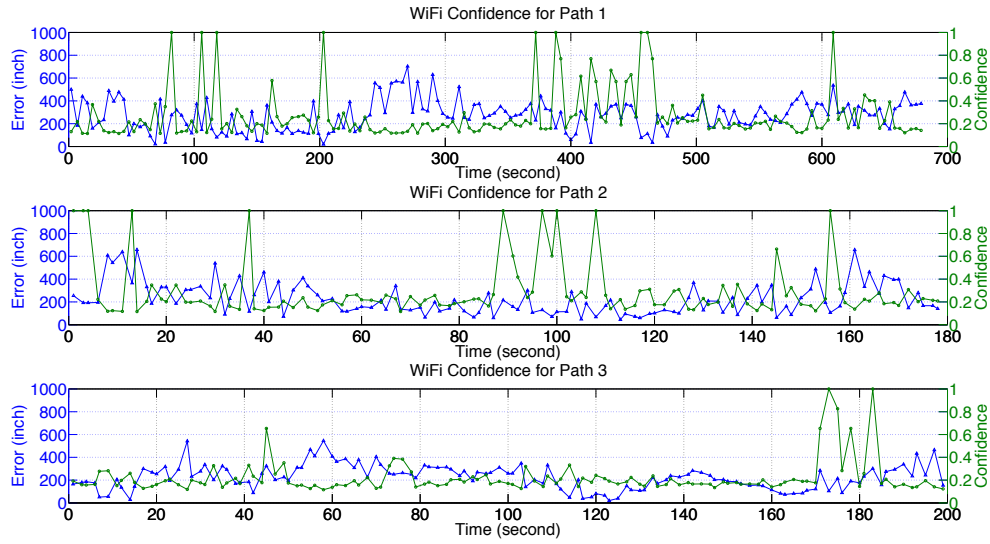 WiFi Confidence for Path 1
1000 800 600 400 200 0
Error (inch)
1 0.8 0.6 0.4 0.2 0
Confidence
0 100 200 300 400 500 600 700
Time (second)
WiFi Confidence for Path 2
1000 800 600 400 200 0
Error (inch)
1 0.8 0.6 0.4 0.2 0
Confidence
0 20 40 60 80 100 120 140 160 180
Time (second)
WiFi Confidence for Path 3
1000 800 600 400 200 0
Error (inch)
1 0.8 0.6 0.4 0.2 0
Confidence
0 20 40 60 80 100 120 140 160 180 200
Time (second)